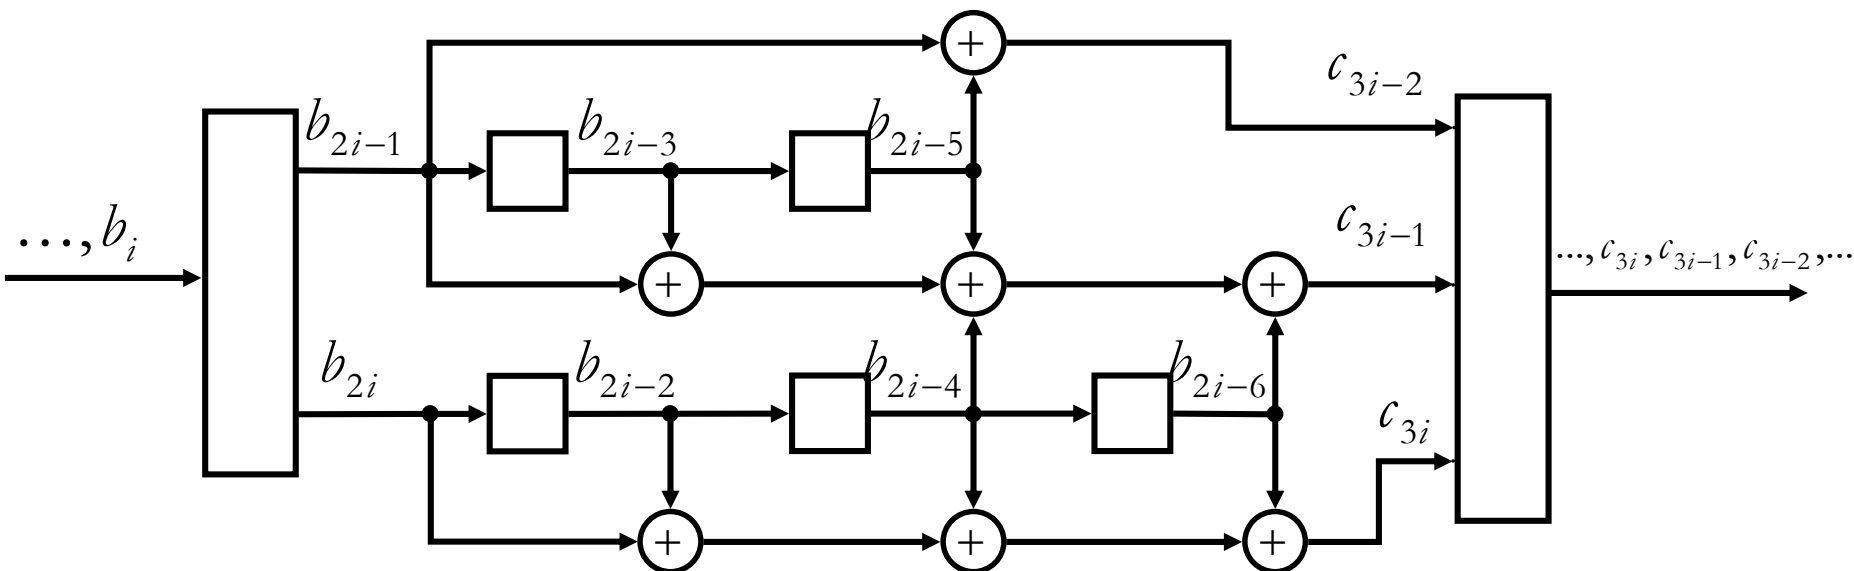 +
c_{3i−2}
b_{2i−1} b_{2i−3} b_{2i−5}
…, b_i
c_{3i−1}
..., c_{3i}, c_{3i−1}, c_{3i−2},...
+ + +
b_{2i} b_{2i−2} b_{2i−4} b_{2i−6}
c_{3i}
+ + +